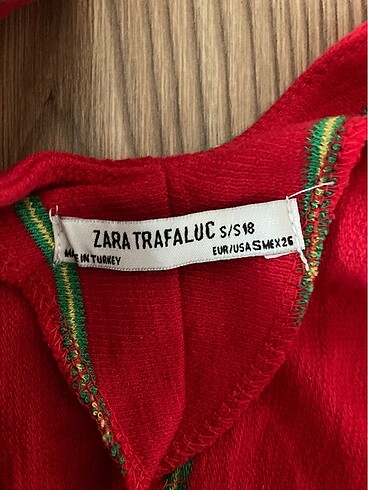 ZARA TRAFALUC S/S18
MADE IN TURKEY EUR/USA S MEX 26